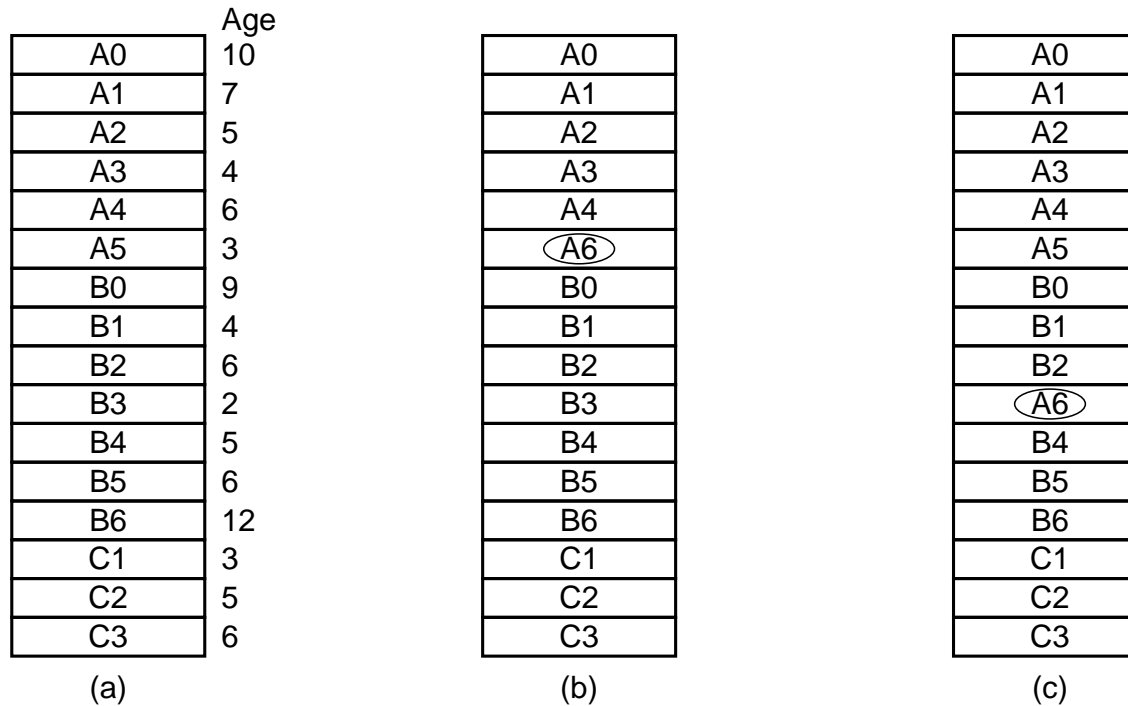 Age
A0 10 A0 A0
A1 7 A1 A1
A2 5 A2 A2
A3 4 A3 A3
A4 6 A4 A4
A5 3 A6 A5
B0 9 B0 B0
B1 4 B1 B1
B2 6 B2 B2
B3 2 B3 A6
B4 5 B4 B4
B5 6 B5 B5
B6 12 B6 B6
C1 3 C1 C1
C2 5 C2 C2
C3 6 C3 C3
(a) (b) (c)